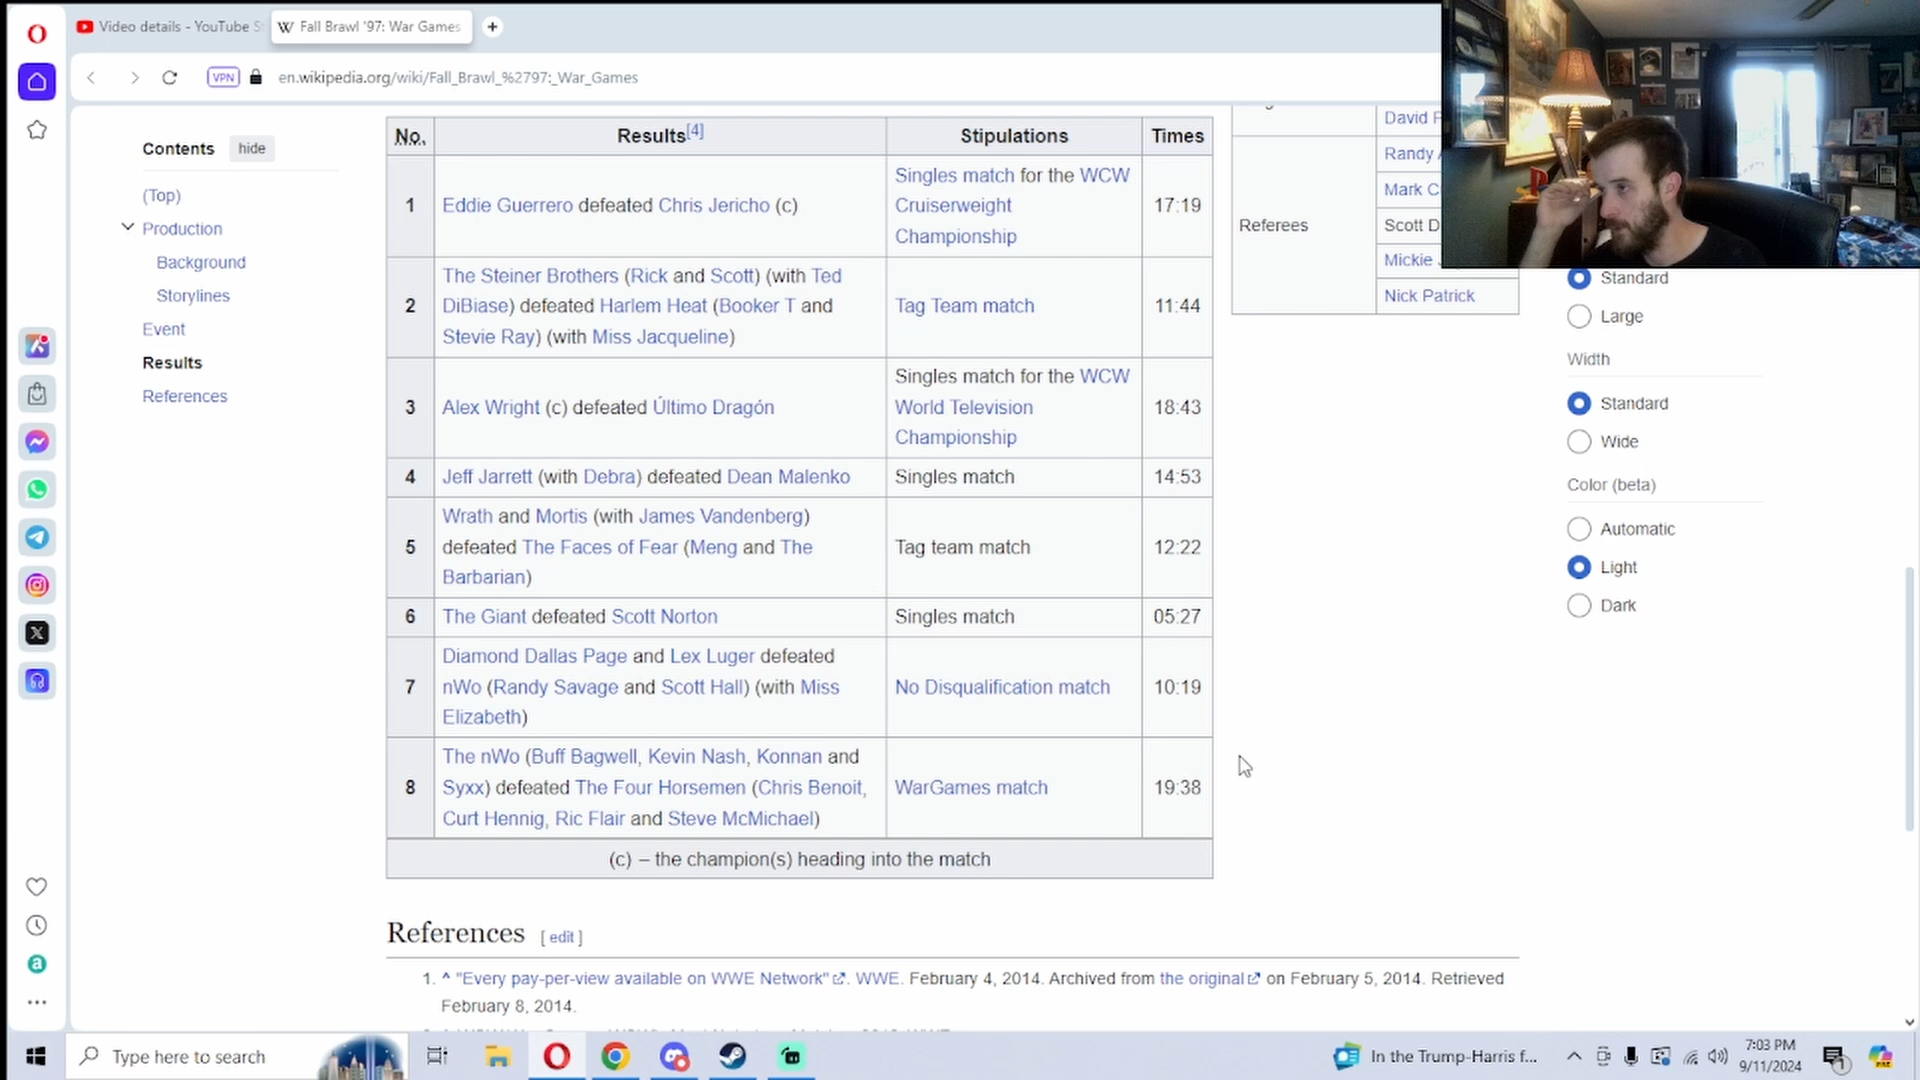 Video details - YouTube S
Fall Brawl '97: War Games
VPN
en.wikipedia.org/wiki/Fall_Brawl_%2797:_War_Games
Contents
hide
(Top)
Production
Background
Storylines
Event
Results
References
No. Results[4] Stipulations Times
1 Eddie Guerrero defeated Chris Jericho (c) Singles match for the WCW
Cruiserweight
Championship 17:19
2 The Steiner Brothers (Rick and Scott) (with Ted
DiBiase) defeated Harlem Heat (Booker T and
Stevie Ray) (with Miss Jacqueline) Tag Team match 11:44
3 Alex Wright (c) defeated Último Dragón Singles match for the WCW
World Television
Championship 18:43
4 Jeff Jarrett (with Debra) defeated Dean Malenko Singles match 14:53
5 Wrath and Mortis (with James Vandenberg)
defeated The Faces of Fear (Meng and The
Barbarian) Tag team match 12:22
6 The Giant defeated Scott Norton Singles match 05:27
7 Diamond Dallas Page and Lex Luger defeated
nWo (Randy Savage and Scott Hall) (with Miss
Elizabeth) No Disqualification match 10:19
8 The nWo (Buff Bagwell, Kevin Nash, Konnan and
Syxx) defeated The Four Horsemen (Chris Benoit,
Curt Hennig, Ric Flair and Steve McMichael) WarGames match 19:38
(c) – the champion(s) heading into the match
David P
Referees
Randy
Mark C
Scott D
Mickie
Nick Patrick
Standard
Large
Width
Standard
Wide
Color (beta)
Automatic
Light
Dark
References [ edit ]
1. ^ "Every pay-per-view available on WWE Network". WWE. February 4, 2014. Archived from the original on February 5, 2014. Retrieved
February 8, 2014.
Type here to search
In the Trump-Harris f...
7:03 PM
9/11/2024